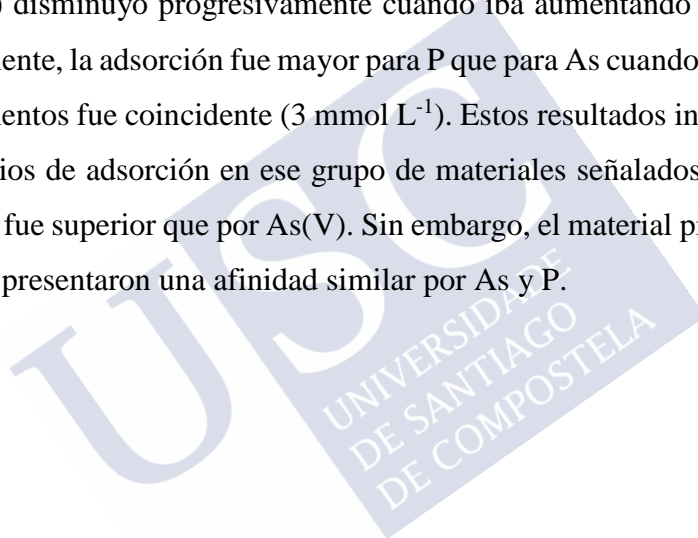 ) disminuyó progresivamente cuando iba aumentando
ente, la adsorción fue mayor para P que para As cuando
entos fue coincidente (3 mmol L⁻¹). Estos resultados in
ios de adsorción en ese grupo de materiales señalados
fue superior que por As(V). Sin embargo, el material pi
presentaron una afinidad similar por As y P.
USC
UNIVERSIDADE
DE SANTIAGO
DE COMPOSTELA